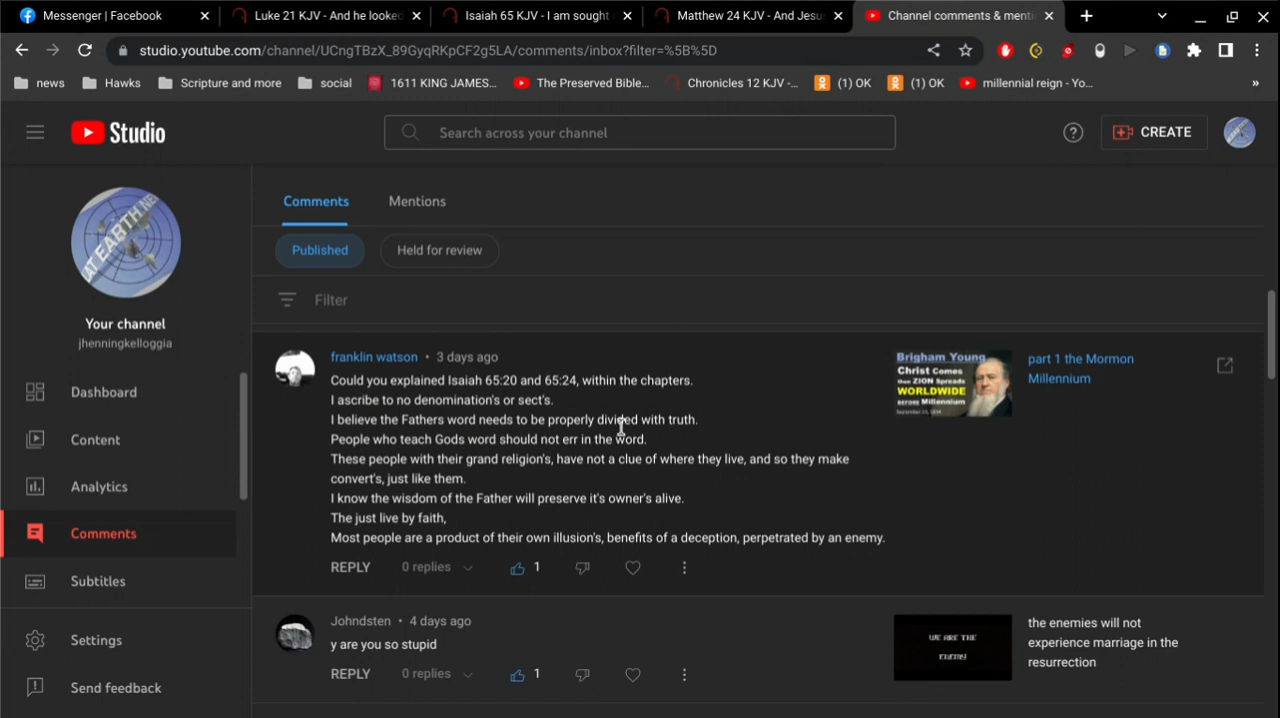 Messenger | Facebook
Luke 21 KJV - And he looked
Isaiah 65 KJV - I am sought
Matthew 24 KJV - And Jesu
Channel comments & menti
studio.youtube.com/channel/UCngTBzX_89GyqRKpCF2g5LA/comments/inbox?filter=%5B%5D
news
Hawks
Scripture and more
social
1611 KING JAMES...
The Preserved Bible...
Chronicles 12 KJV -...
(1) OK
(1) OK
millennial reign - Yo...
»
Studio
Search across your channel
CREATE
AT EARTH NE
Your channel
jhenningkelloggia
Dashboard
Content
Analytics
Comments
Subtitles
Settings
Send feedback
Comments
Mentions
Published
Held for review
Filter
franklin watson • 3 days ago
Could you explained Isaiah 65:20 and 65:24, within the chapters.
I ascribe to no denomination's or sect's.
I believe the Fathers word needs to be properly divided with truth.
People who teach Gods word should not err in the word.
These people with their grand religion's, have not a clue of where they live, and so they make
convert's, just like them.
I know the wisdom of the Father will preserve it's owner's alive.
The just live by faith,
Most people are a product of their own illusion's, benefits of a deception, perpetrated by an enemy.
REPLY
0 replies
1
Brigham Young
Christ Comes
then ZION Spreads
WORLDWIDE
across Millennium
part 1 the Mormon
Millennium
Johndsten • 4 days ago
y are you so stupid
REPLY
0 replies
1
WE ARE THE
ENEMY
the enemies will not
experience marriage in the
resurrection